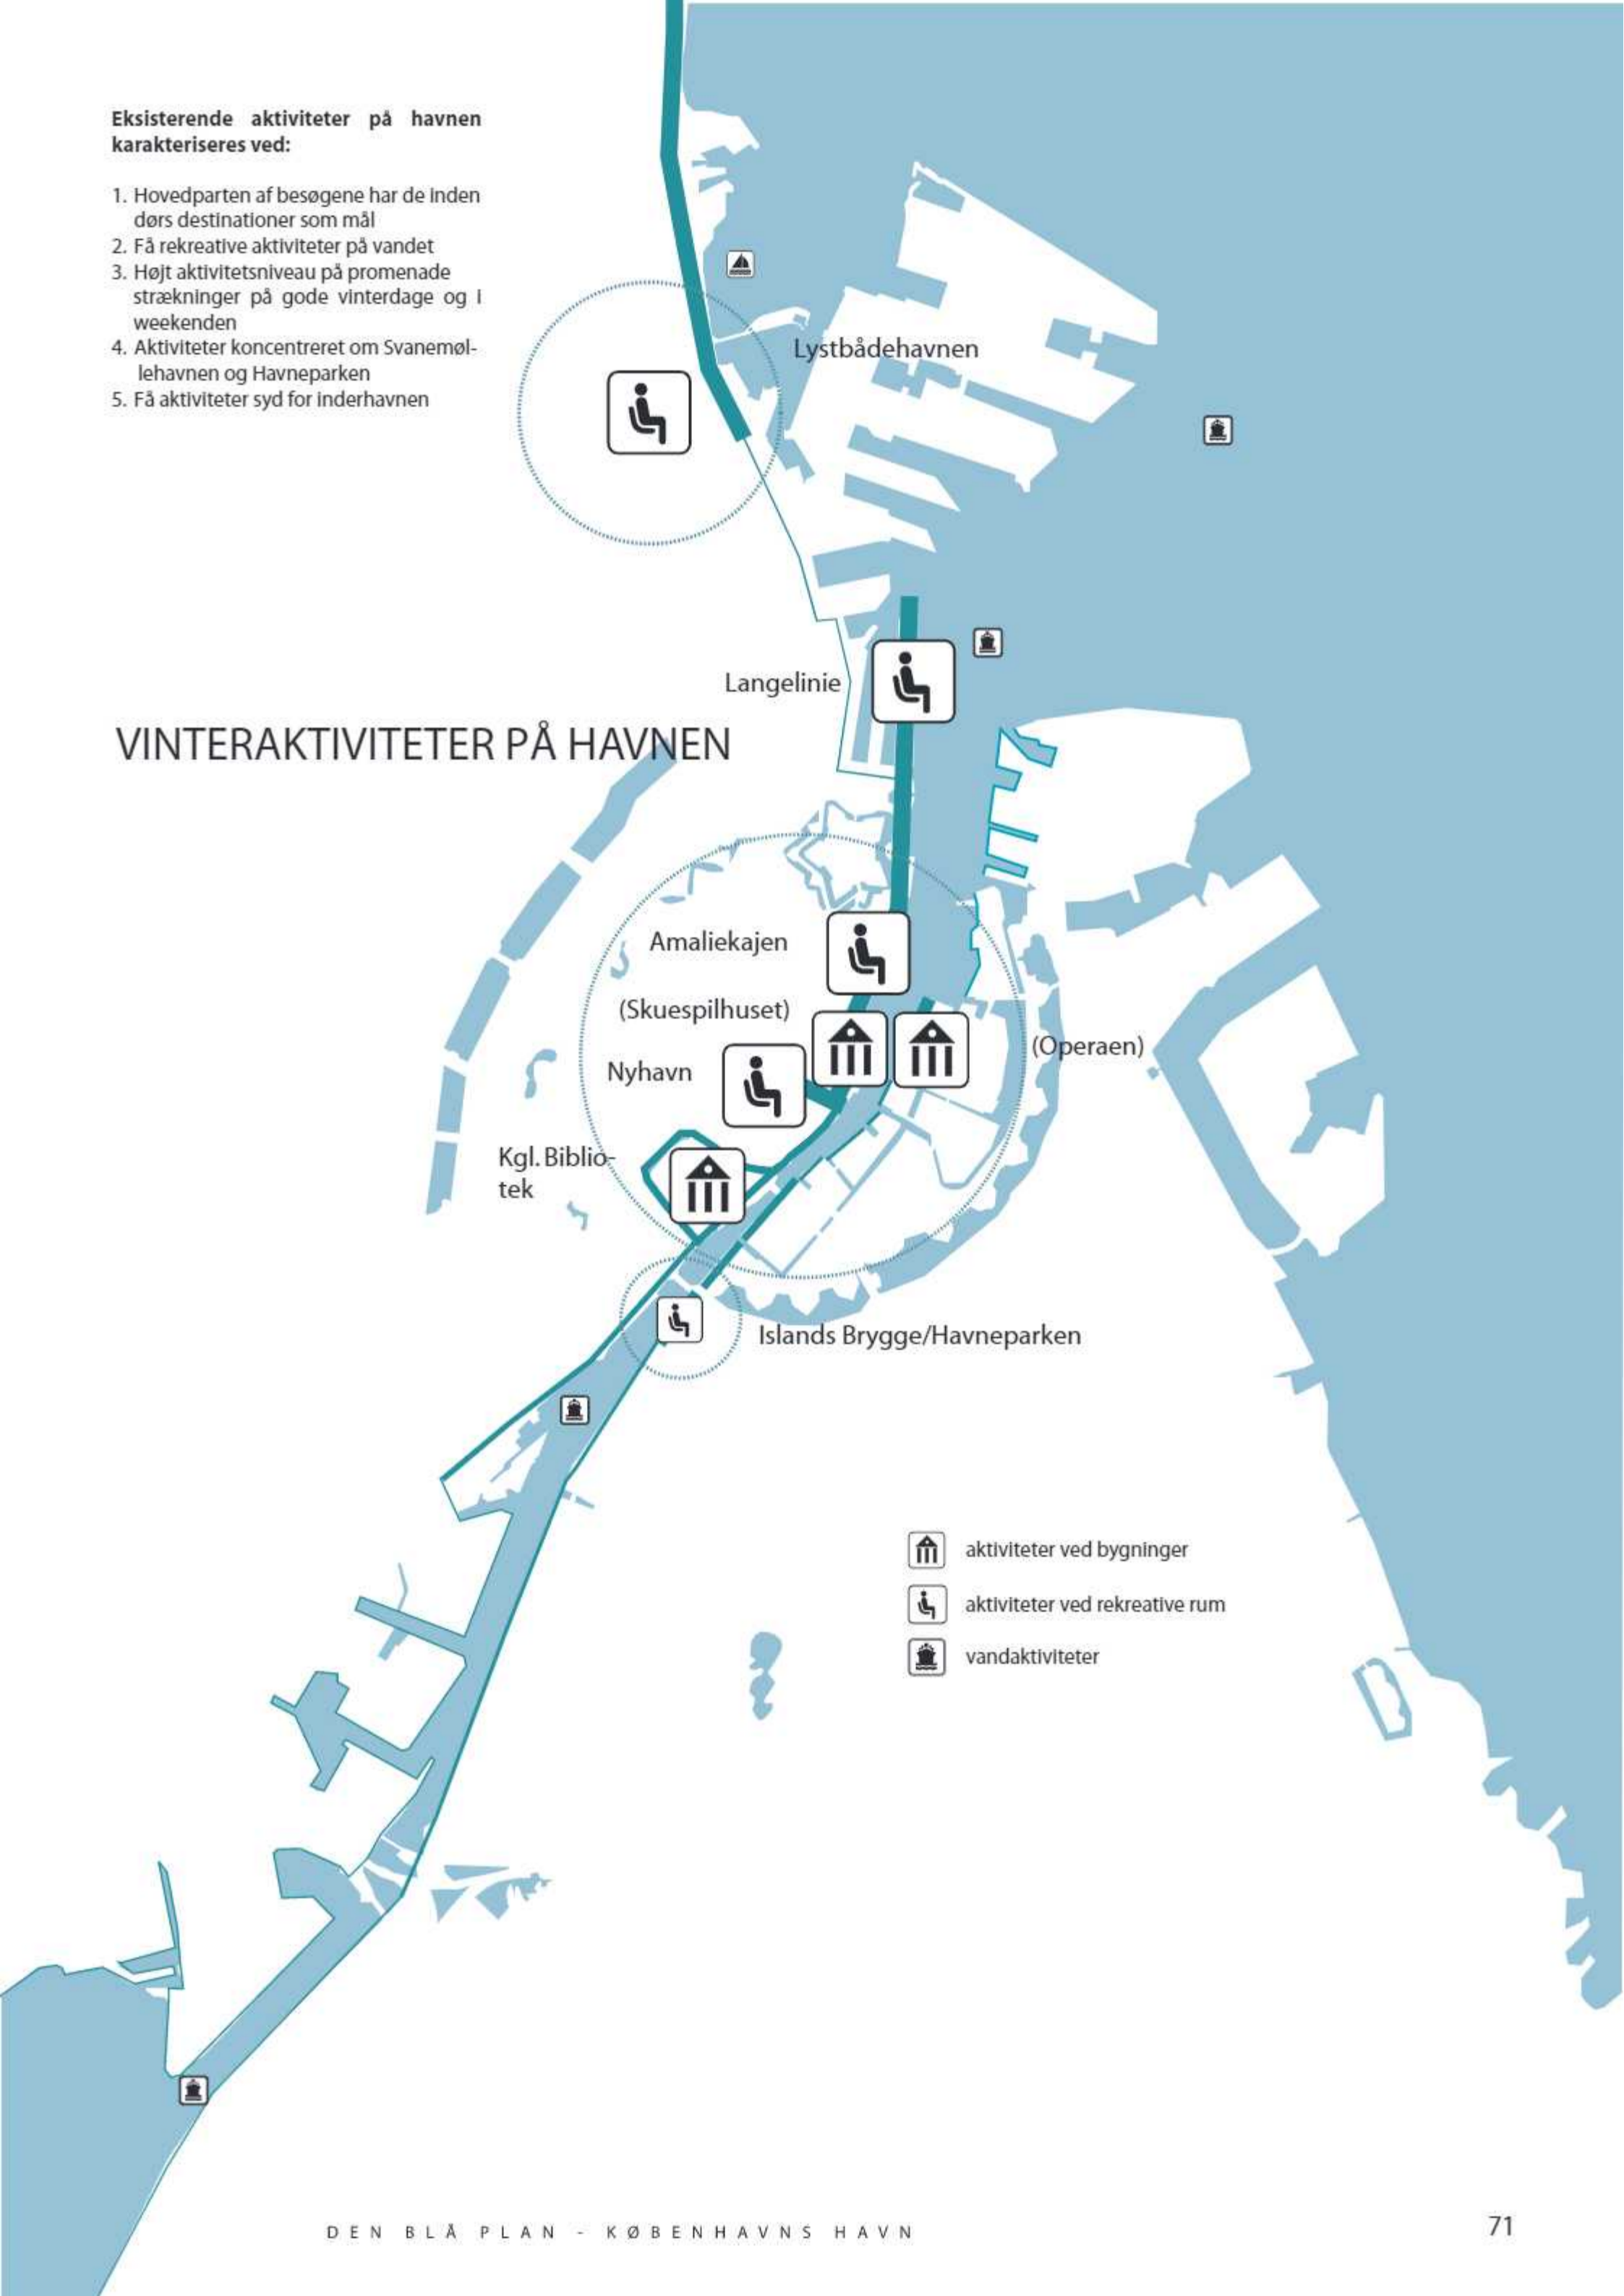 Eksisterende aktiviteter på havnen
karakteriseres ved:
1. Hovedparten af besøgene har de inden
dørs destinationer som mål
2. Få rekreative aktiviteter på vandet
3. Højt aktivitetsniveau på promenade
strækninger på gode vinterdage og i
weekenden
4. Aktiviteter koncentreret om Svanemøl-
lehavnen og Havneparken
5. Få aktiviteter syd for inderhavnen
Lystbådehavnen
Langelinie
VINTERAKTIVITETER PÅ HAVNEN
Amaliekajen
(Skuespilhuset)
(Operaen)
Nyhavn
Kgl. Biblio-
tek
Islands Brygge/Havneparken
aktiviteter ved bygninger
aktiviteter ved rekreative rum
vandaktiviteter
DEN BLÅ PLAN - KØBENHAVNS HAVN
71